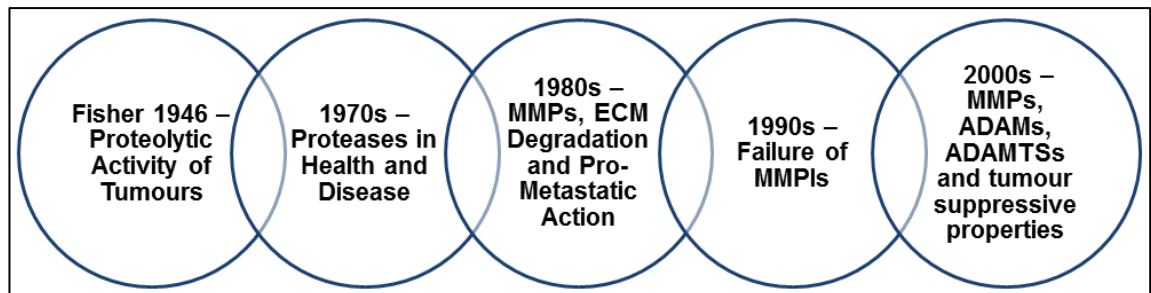 Fisher 1946 –
Proteolytic
Activity of
Tumours
1970s –
Proteases in
Health and
Disease
1980s –
MMPs, ECM
Degradation
and Pro-
Metastatic
Action
1990s –
Failure of
MMPIs
2000s –
MMPs,
ADAMs,
ADAMTSs
and tumour
suppressive
properties